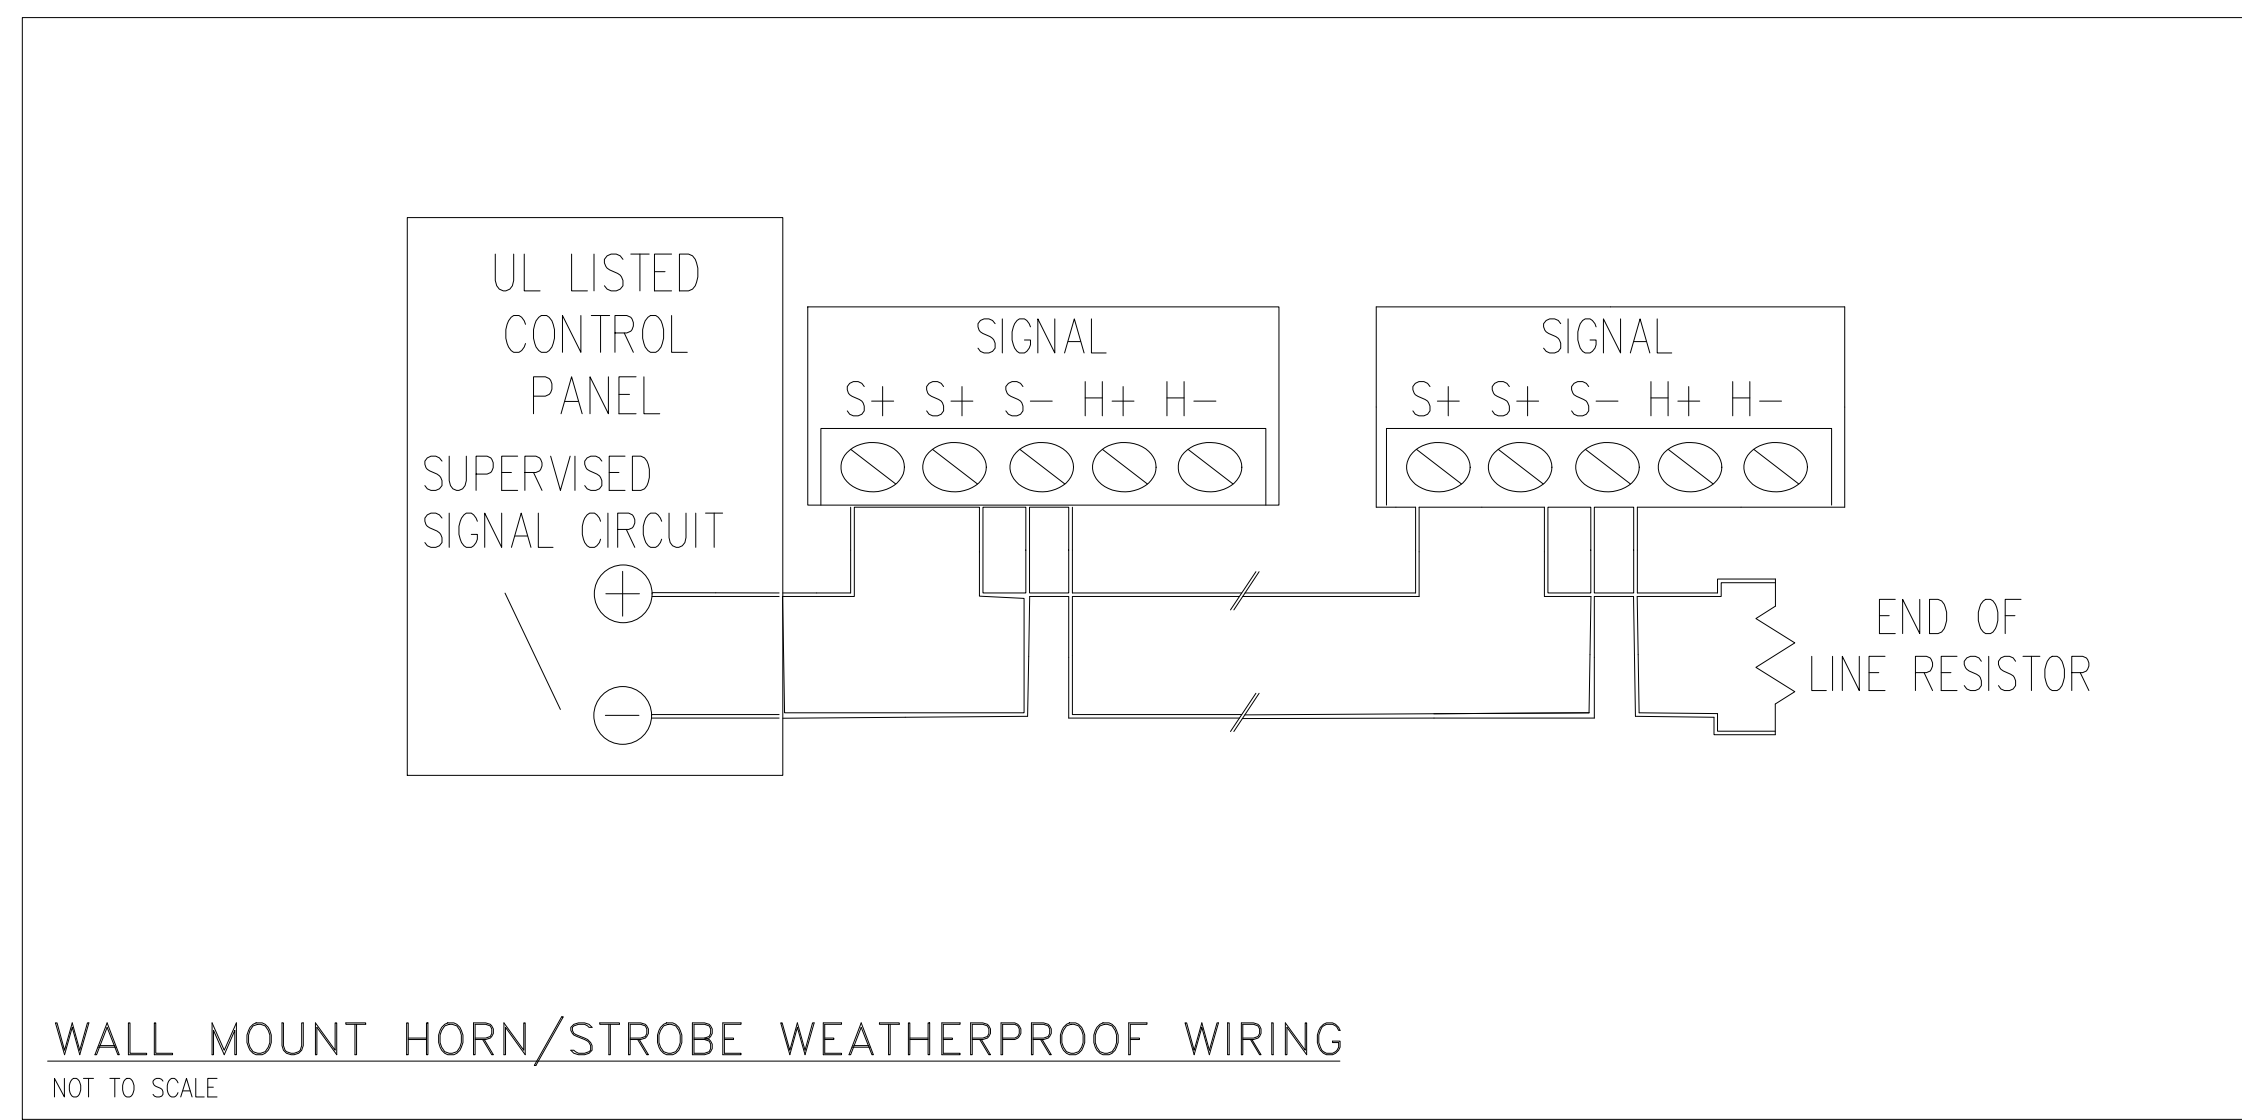 UL LISTED
CONTROL
PANEL
SUPERVISED
SIGNAL CIRCUIT
+
−
SIGNAL
S+ S+ S− H+ H−
SIGNAL
S+ S+ S− H+ H−
END OF
LINE RESISTOR
WALL MOUNT HORN/STROBE WEATHERPROOF WIRING
NOT TO SCALE